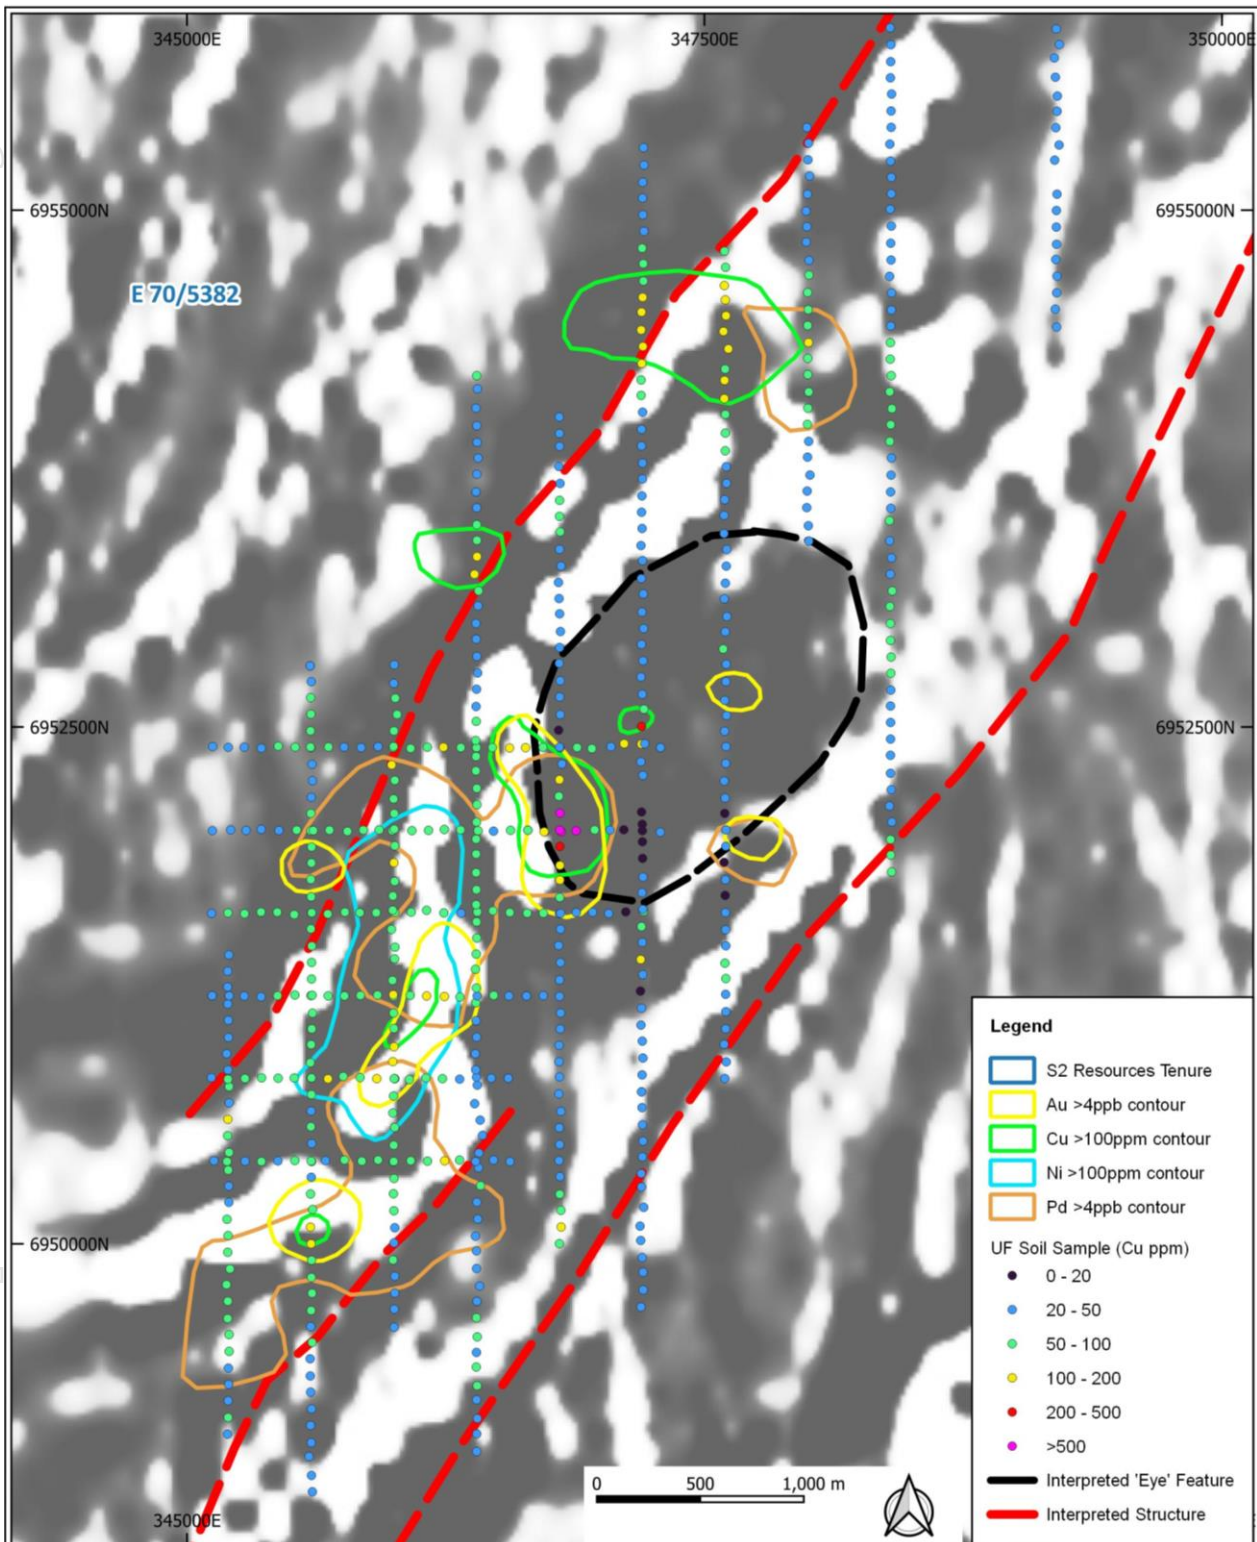 345000E
347500E
350000E
6955000N
6955000N
E 70/5382
6952500N
6952500N
6950000N
Legend
S2 Resources Tenure
Au >4ppb contour
Cu >100ppm contour
Ni >100ppm contour
Pd >4ppb contour
UF Soil Sample (Cu ppm)
0 - 20
20 - 50
50 - 100
100 - 200
200 - 500
>500
Interpreted 'Eye' Feature
Interpreted Structure
0 500 1,000 m
345000E